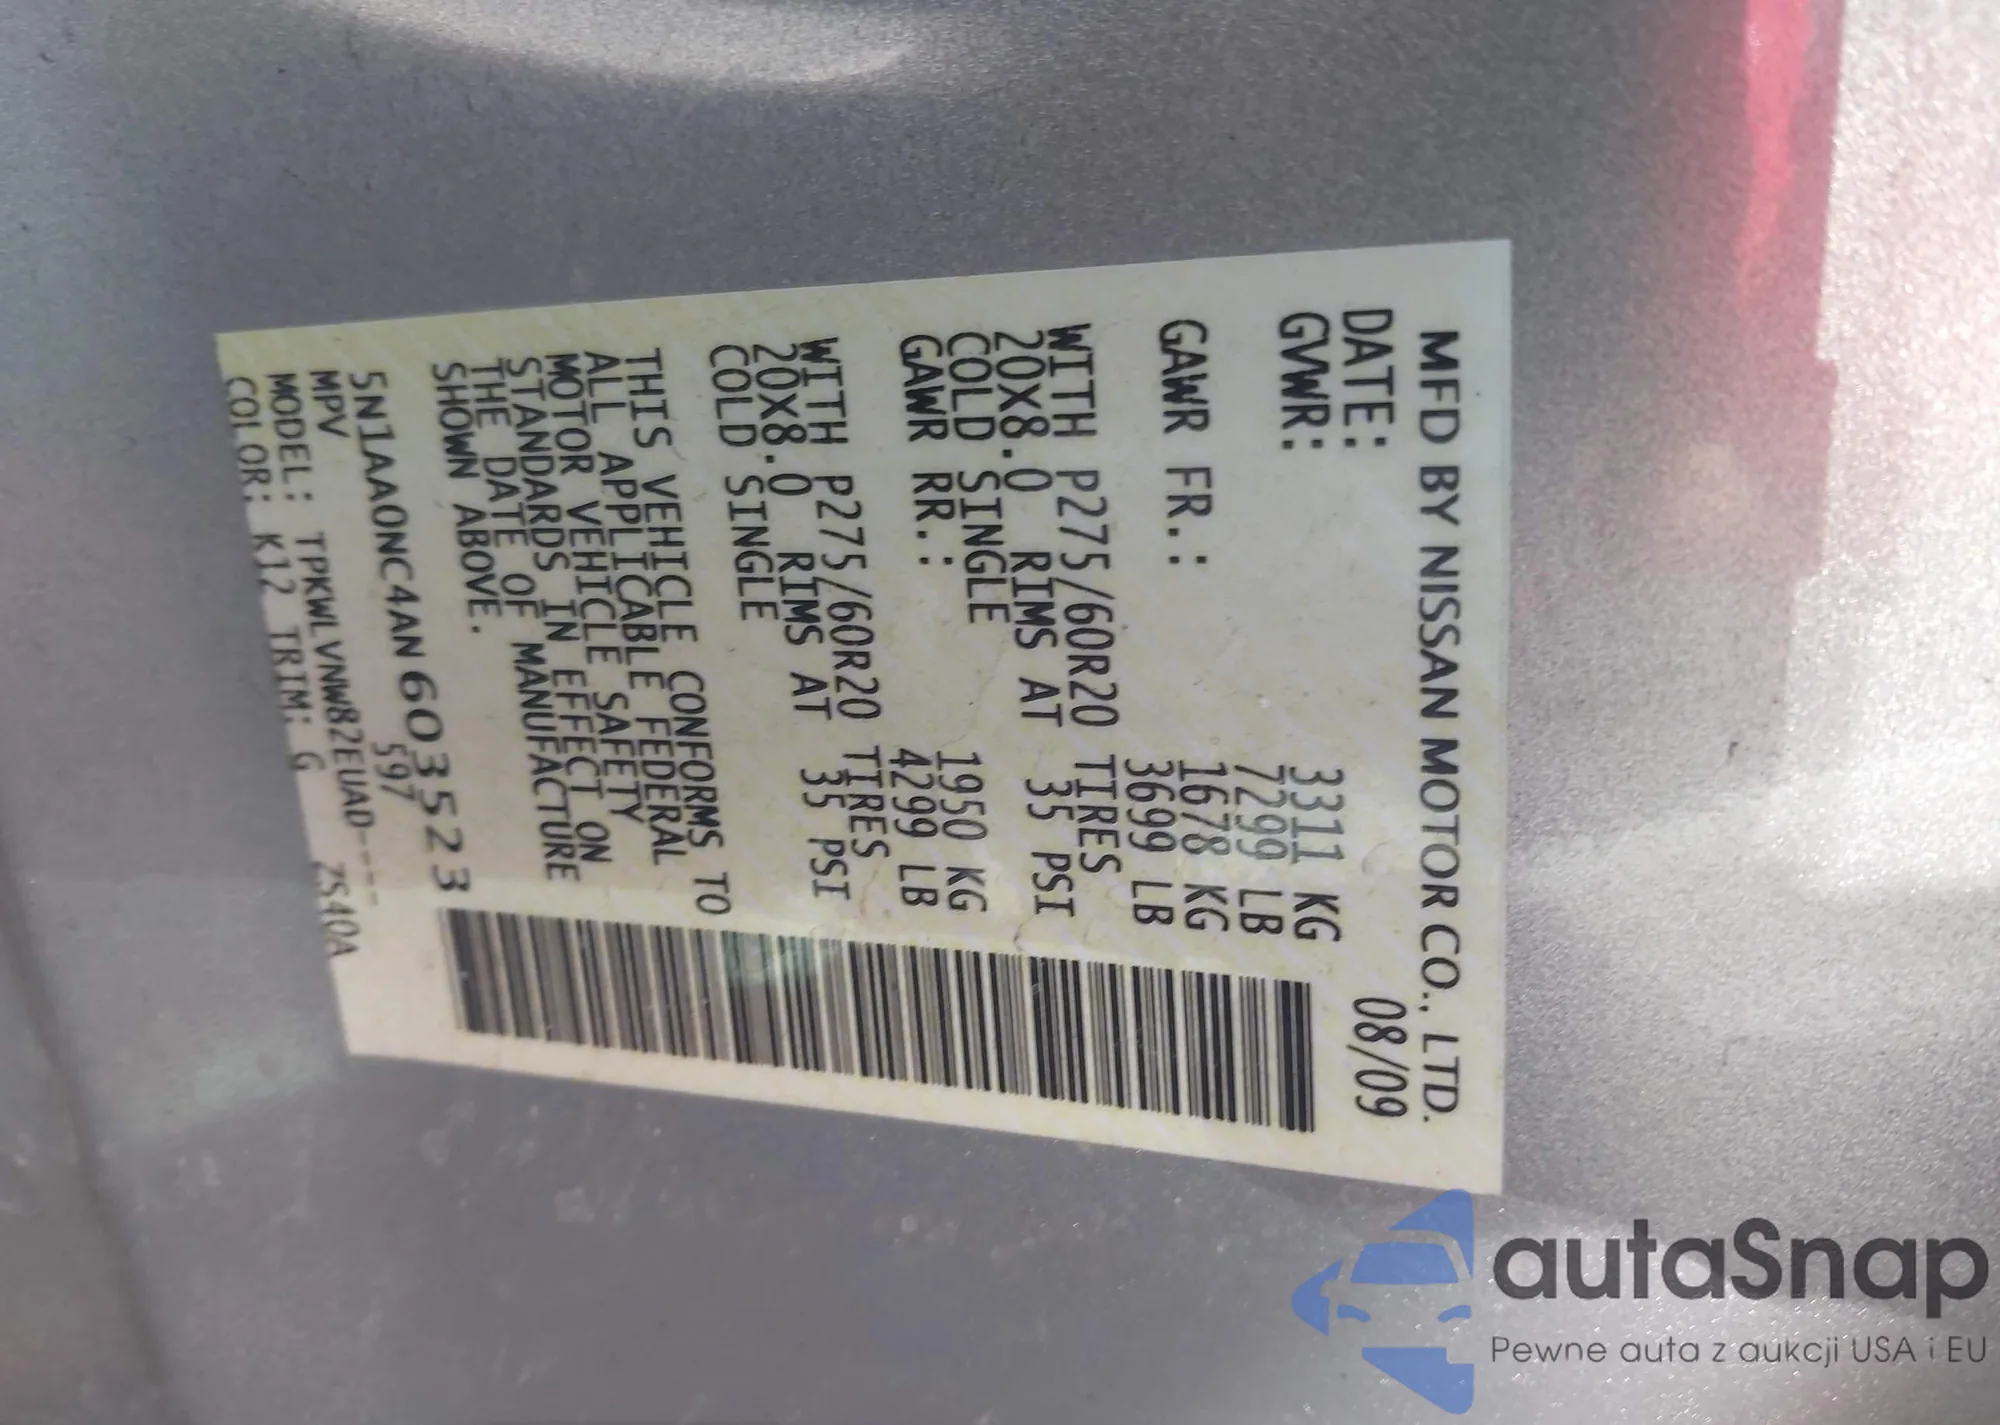 MFD BY NISSAN MOTOR CO., LTD.
DATE: 08/09
GVWR: 3311 KG
7299 LB
GAWR FR.: 1678 KG
3699 LB
WITH P275/60R20 TIRES
20X8.0 RIMS AT 35 PSI
COLD SINGLE
GAWR RR.: 1950 KG
4299 LB
WITH P275/60R20 TIRES
20X8.0 RIMS AT 35 PSI
COLD SINGLE
THIS VEHICLE CONFORMS TO
ALL APPLICABLE FEDERAL
MOTOR VEHICLE SAFETY
STANDARDS IN EFFECT ON
THE DATE OF MANUFACTURE
SHOWN ABOVE.
5N1AA0NC4AN603523
MPV 597
MODEL: TPKWLVNW82EUAD----
COLOR: K12 TRIM: G ZS40A
autaSnap
Pewne auta z aukcji USA i EU